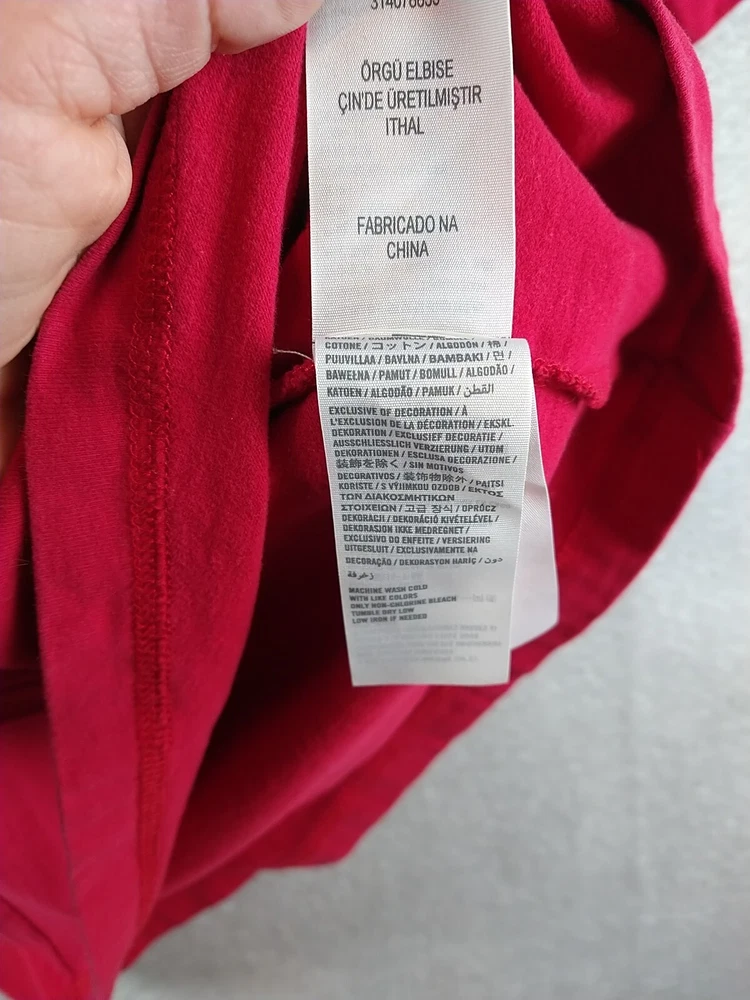 ÖRGÜ ELBISE
ÇIN'DE ÜRETILMIŞTIR
ITHAL
FABRICADO NA
CHINA
COTONE / コットン / ALGODÓN / 棉 /
PUUVILLAA / BAVLNA / BAMBAKI / 면 /
BAWEŁNA / PAMUT / BOMULL / ALGODÃO /
KATOEN / ALGODÃO / PAMUK / القطن
EXCLUSIVE OF DECORATION / À
L'EXCLUSION DE LA DÉCORATION / EKSKL.
DEKORATION / EXCLUSIEF DECORATIE /
AUSSCHLIESSLICH VERZIERUNG / UTOM
DEKORATIONEN / ESCLUSA DECORAZIONE /
装飾を除く / SIN MOTIVOS
DECORATIVOS / 装饰物除外 / PAITSI
KORISTE / S VÝJIMKOU OZDOB / ΕΚΤΟΣ
ΤΩΝ ΔΙΑΚΟΣΜΗΤΙΚΩΝ
ΣΤΟΙΧΕΙΩΝ / 고급 장식 / OPRÓCZ
DEKORACJI / DEKORÁCIÓ KIVÉTELÉVEL /
DEKORASJON IKKE MEDREGNET /
EXCLUSIVO DO ENFEITE / VERSIERING
UITGESLUIT / EXCLUSIVAMENTE NA
DECORAÇÃO / DEKORASYON HARIÇ / دون
زخرفة
MACHINE WASH COLD
WITH LIKE COLORS
ONLY NON-CHLORINE BLEACH
TUMBLE DRY LOW
LOW IRON IF NEEDED